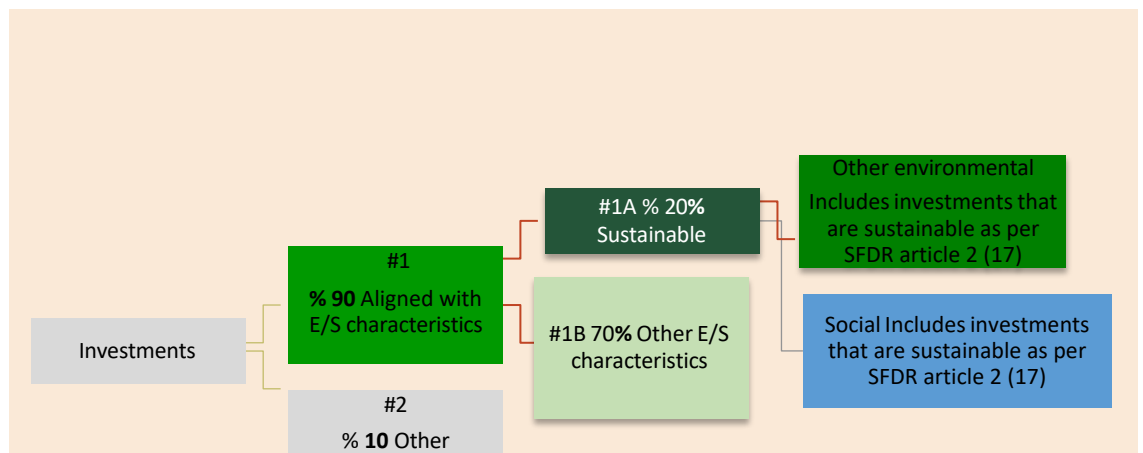 Investments
#1
% 90 Aligned with
E/S characteristics
#2
% 10 Other
#1A % 20%
Sustainable
#1B 70% Other E/S
characteristics
Other environmental
Includes investments that
are sustainable as per
SFDR article 2 (17)
Social Includes investments
that are sustainable as per
SFDR article 2 (17)